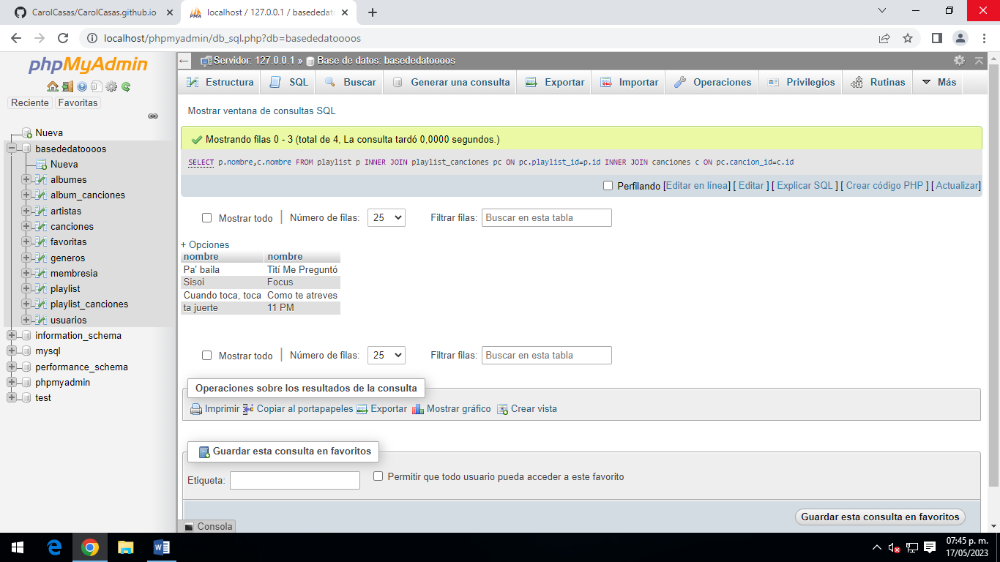 CarolCasas/CarolCasas.github.io
localhost / 127.0.0.1 / basededato
localhost/phpmyadmin/db_sql.php?db=basededatoooos
phpMyAdmin
Reciente Favoritas
Nueva
basededatoooos
Nueva
albumes
album_canciones
artistas
canciones
favoritas
generos
membresia
playlist
playlist_canciones
usuarios
information_schema
mysql
performance_schema
phpmyadmin
test
Servidor: 127.0.0.1 » Base de datos: basededatoooos
Estructura SQL Buscar Generar una consulta Exportar Importar Operaciones Privilegios Rutinas Más
Mostrar ventana de consultas SQL
Mostrando filas 0 - 3 (total de 4, La consulta tardó 0,0000 segundos.)
SELECT p.nombre,c.nombre FROM playlist p INNER JOIN playlist_canciones pc ON pc.playlist_id=p.id INNER JOIN canciones c ON pc.cancion_id=c.id
Perfilando [Editar en línea] [ Editar ] [ Explicar SQL ] [ Crear código PHP ] [ Actualizar]
Mostrar todo | Número de filas: 25 Filtrar filas: Buscar en esta tabla
+ Opciones
nombre nombre
Pa' baila Tití Me Preguntó
Sisoi Focus
Cuando toca, toca Como te atreves
ta juerte 11 PM
Mostrar todo | Número de filas: 25 Filtrar filas: Buscar en esta tabla
Operaciones sobre los resultados de la consulta
Imprimir Copiar al portapapeles Exportar Mostrar gráfico Crear vista
Guardar esta consulta en favoritos
Etiqueta: Permitir que todo usuario pueda acceder a este favorito
Guardar esta consulta en favoritos
Consola
07:45 p. m.
17/05/2023